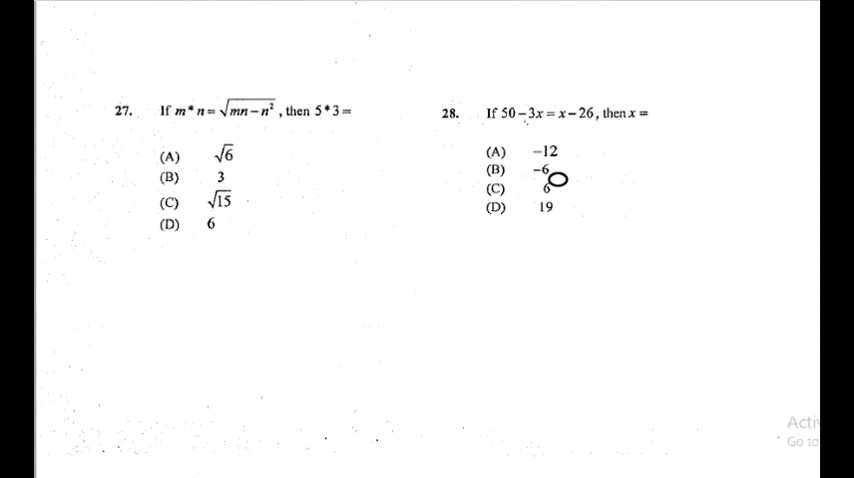 27. If m * n = √(mn – n²) , then 5 * 3 =
(A) √6
(B) 3
(C) √15
(D) 6
28. If 50 – 3x = x – 26, then x =
(A) –12
(B) –6
(C) 6
(D) 19
Go to